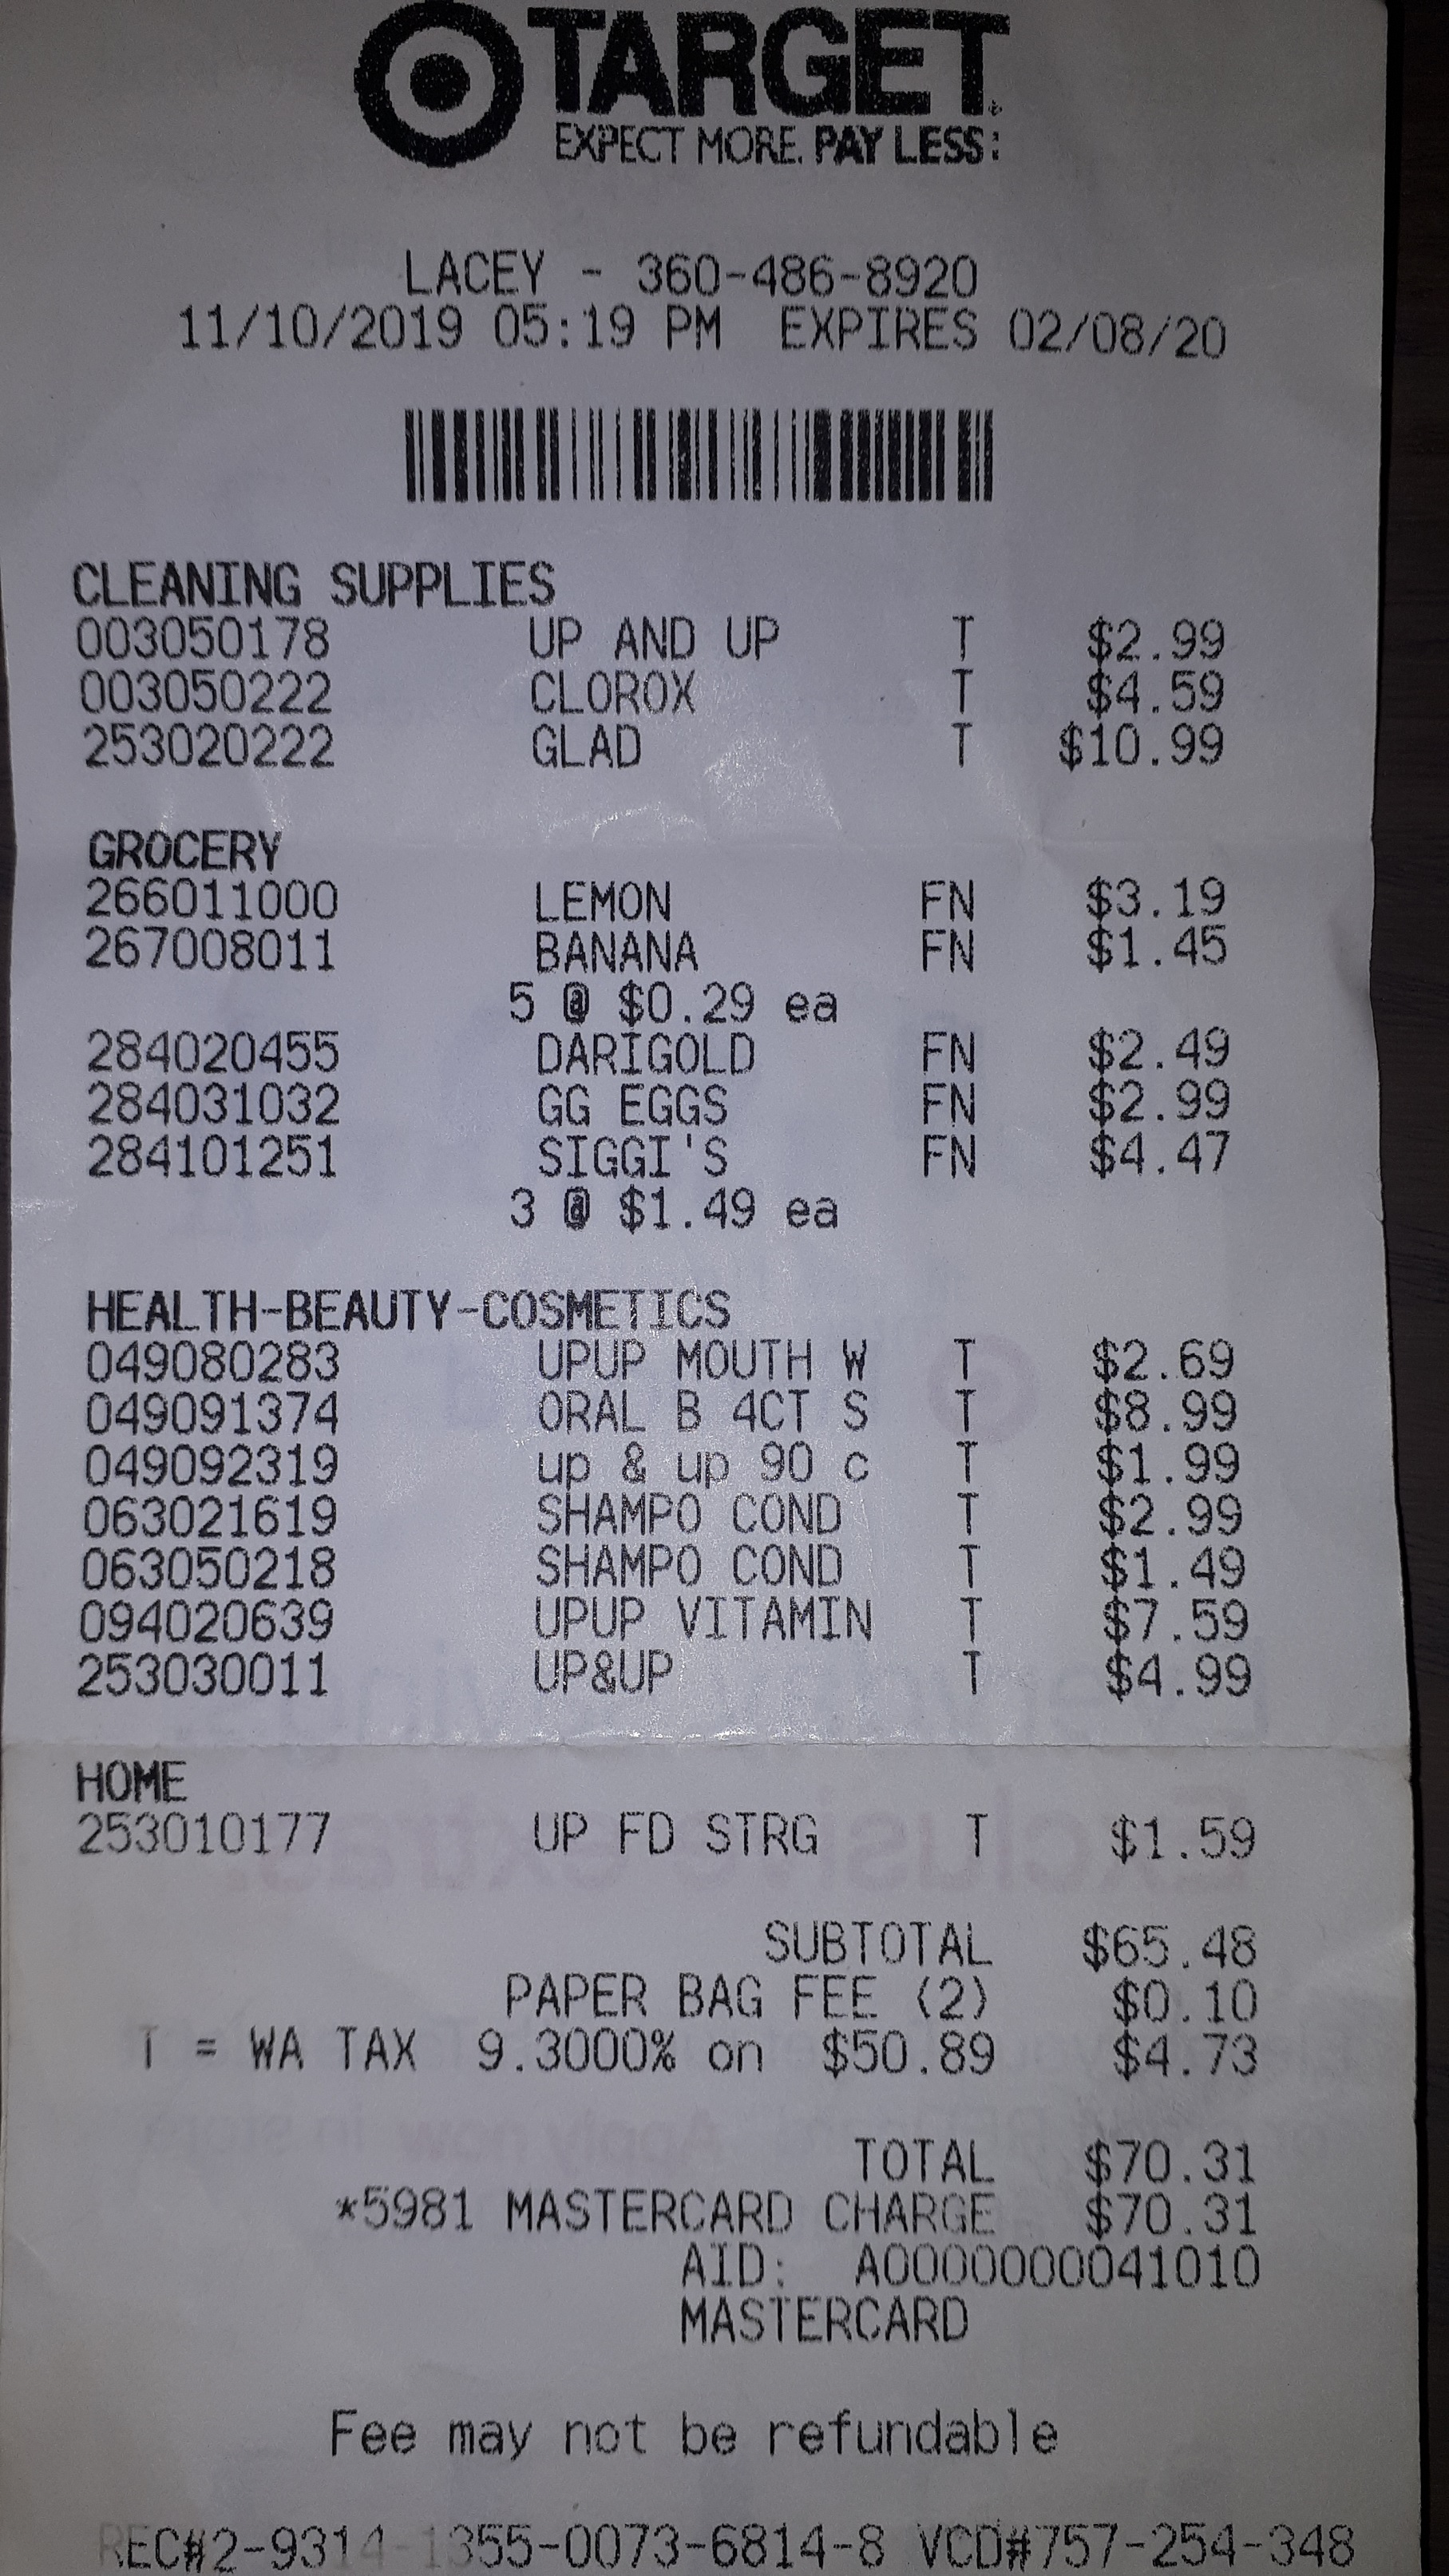 TARGET
EXPECT MORE. PAY LESS.
LACEY - 360-486-8920
11/10/2019 05:19 PM EXPIRES 02/08/20
CLEANING SUPPLIES
003050178 UP AND UP T $2.99
003050222 CLOROX T $4.59
253020222 GLAD T $10.99
GROCERY
266011000 LEMON FN $3.19
267008011 BANANA FN $1.45
5 @ $0.29 ea
284020455 DARIGOLD FN $2.49
284031032 GG EGGS FN $2.99
284101251 SIGGI'S FN $4.47
3 @ $1.49 ea
HEALTH-BEAUTY-COSMETICS
049080283 UPUP MOUTH W T $2.69
049091374 ORAL B 4CT S T $8.99
049092319 up & up 90 c T $1.99
063021619 SHAMPO COND T $2.99
063050218 SHAMPO COND T $1.49
094020639 UPUP VITAMIN T $7.59
253030011 UP&UP T $4.99
HOME
253010177 UP FD STRG T $1.59
SUBTOTAL $65.48
PAPER BAG FEE (2) $0.10
T = WA TAX 9.3000% on $50.89 $4.73
TOTAL $70.31
*5981 MASTERCARD CHARGE $70.31
AID: A0000000041010
MASTERCARD
Fee may not be refundable
REC#2-9314-1355-0073-6814-8 VCD#757-254-348